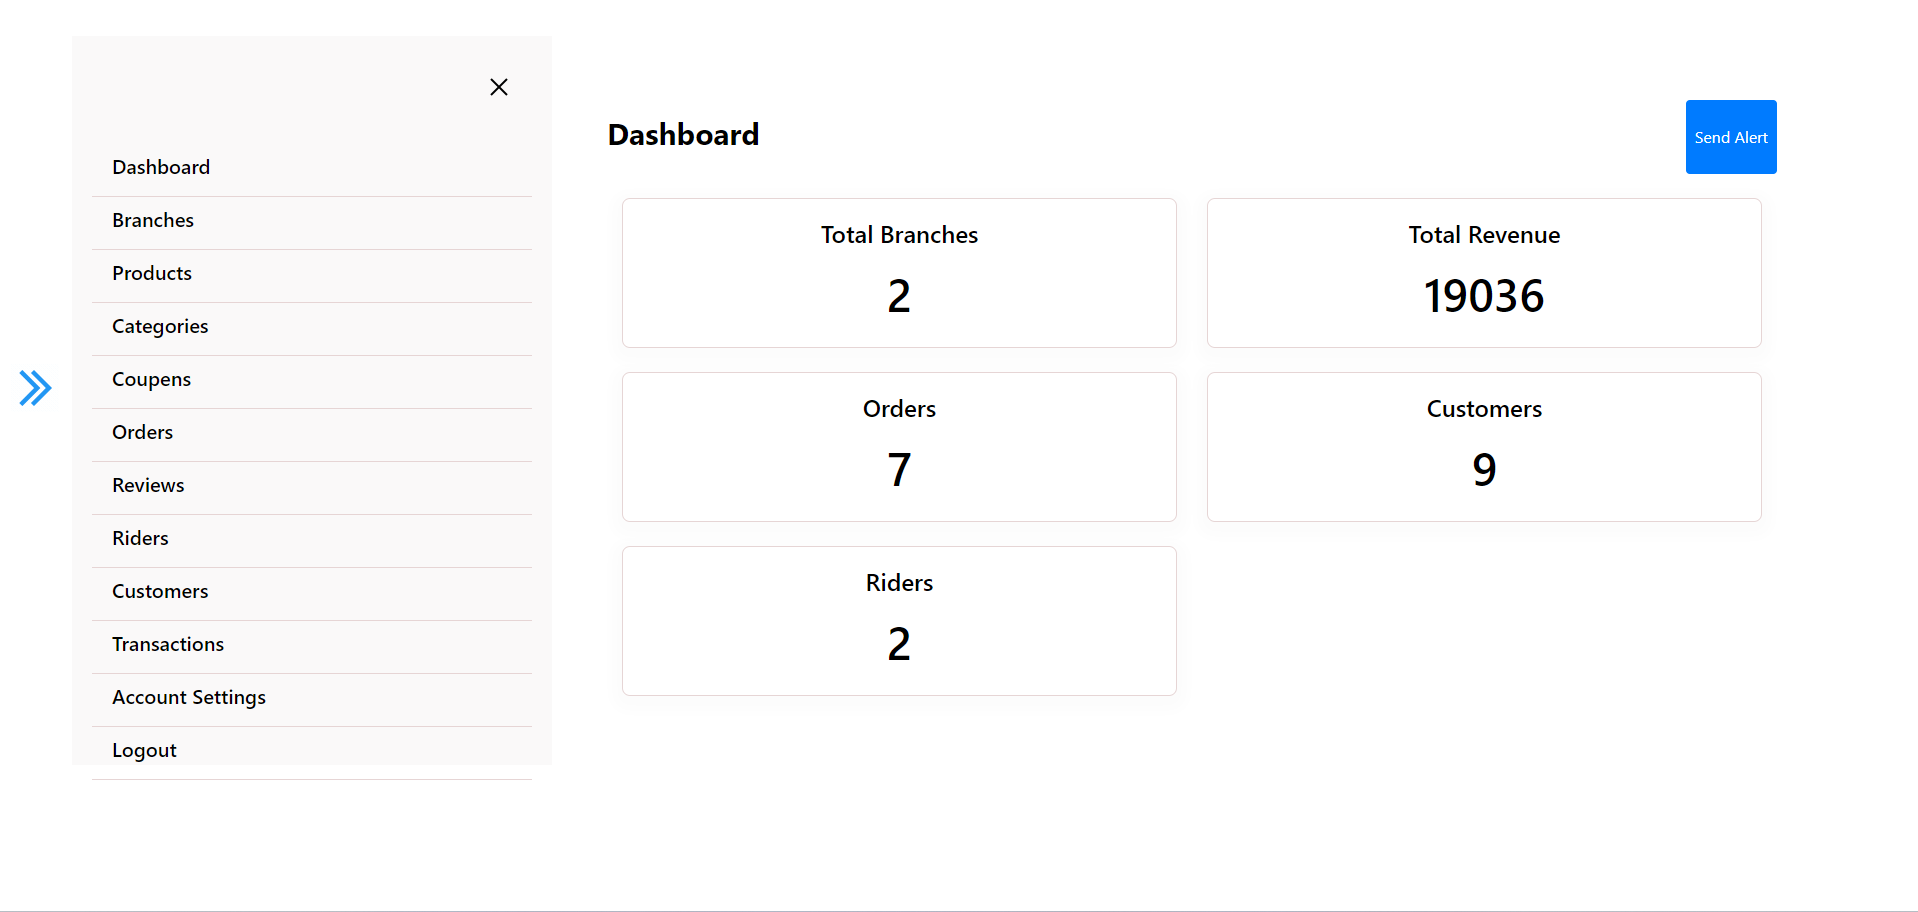 Dashboard
Branches
Products
Categories
Coupens
Orders
Reviews
Riders
Customers
Transactions
Account Settings
Logout
Dashboard
Send Alert
Total Branches
2
Total Revenue
19036
Orders
7
Customers
9
Riders
2